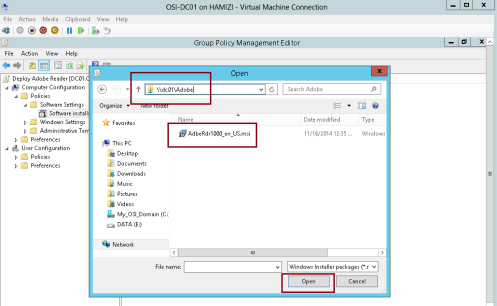 OSI-DC01 on HAMIZI - Virtual Machine Connection
File Action Media Clipboard View Help
Group Policy Management Editor
File Action View Help
Deploy Adobe Reader [DC01.O
Computer Configuration
Policies
Software Settings
Software install
Windows Settings
Administrative Tem
Preferences
User Configuration
Policies
Preferences
Open
\\dc01\Adobe
Search Adobe
Organize New folder
Name Date modified Type
AdbeRdr1000_en_US.msi 11/16/2014 12:35 ... Windows
Favorites
This PC
Desktop
Documents
Downloads
Music
Pictures
Videos
My_OSI_Domain (C:
DATA (E:)
Network
File name:
Windows Installer packages (*.r
Open Cancel